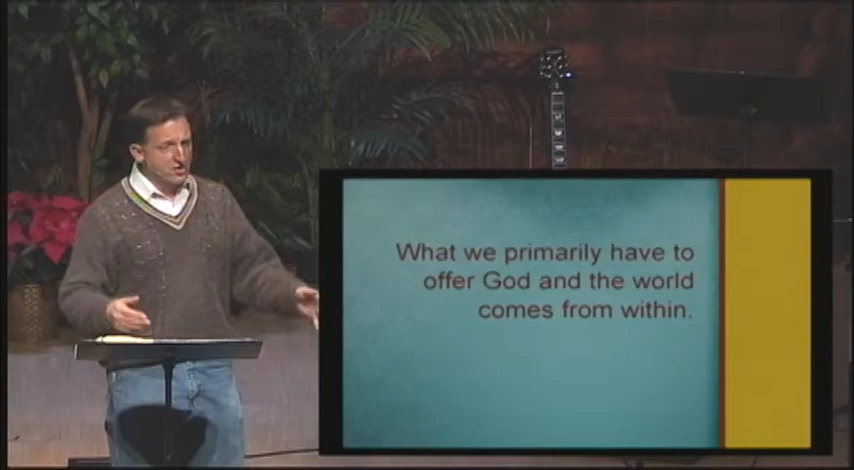 What we primarily have to
offer God and the world
comes from within.